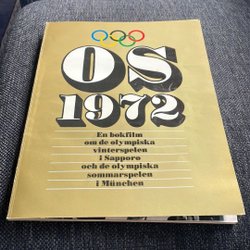 OS
1972
En bokfilm
om de olympiska
vinterspelen
i Sapporo
och de olympiska
sommarspelen
i München